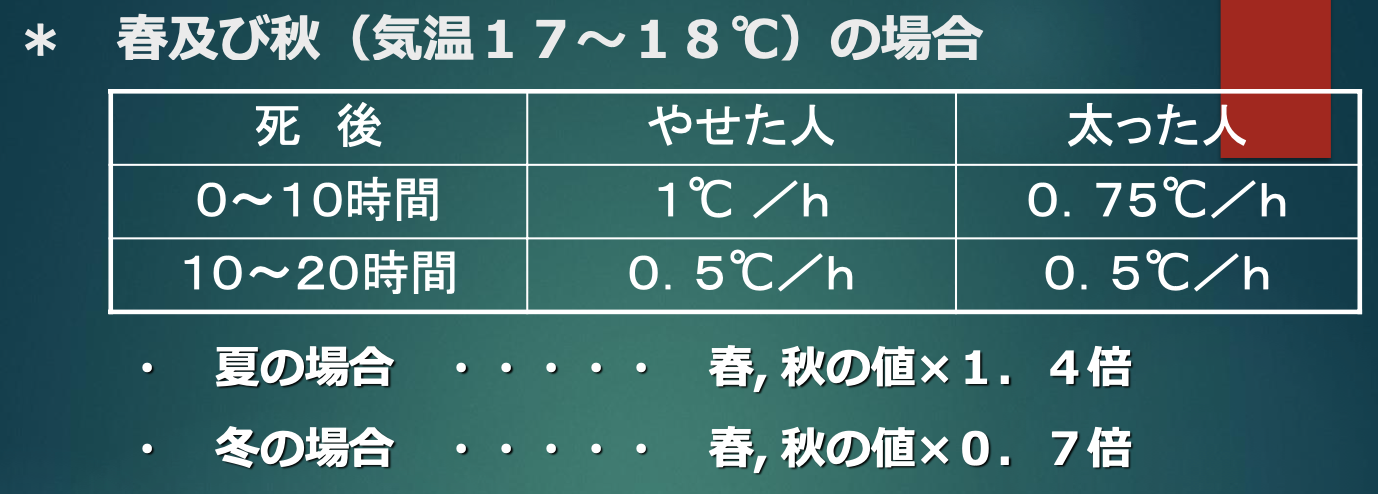 ＊　春及び秋（気温１７～１８℃）の場合
死　後　やせた人　太った人
０～１０時間　１℃ ／ｈ　０．７５℃／ｈ
１０～２０時間　０．５℃／ｈ　０．５℃／ｈ
・　夏の場合　・・・・・　春, 秋の値×１．４倍
・　冬の場合　・・・・・　春, 秋の値×０．７倍